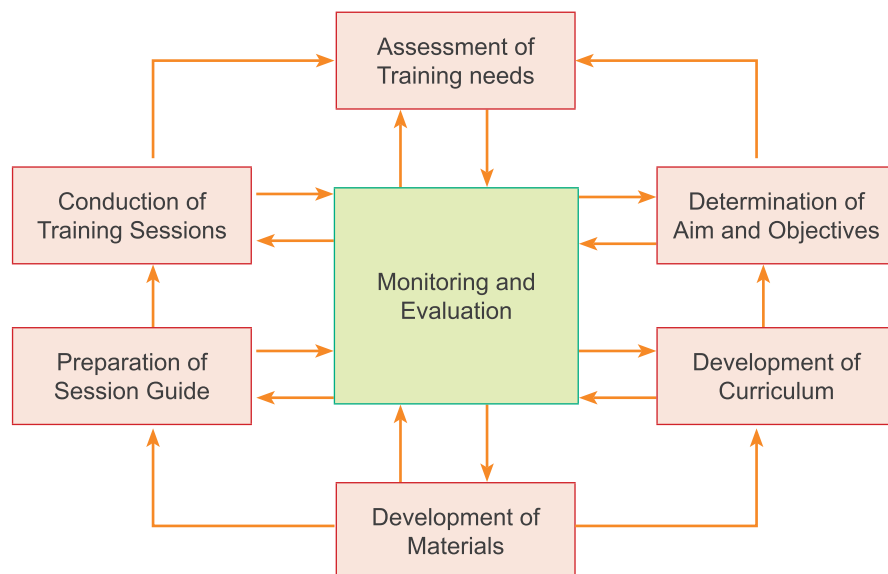 Assessment of
Training needs
Conduction of
Training Sessions
Determination of
Aim and Objectives
Monitoring and
Evaluation
Preparation of
Session Guide
Development of
Curriculum
Development of
Materials